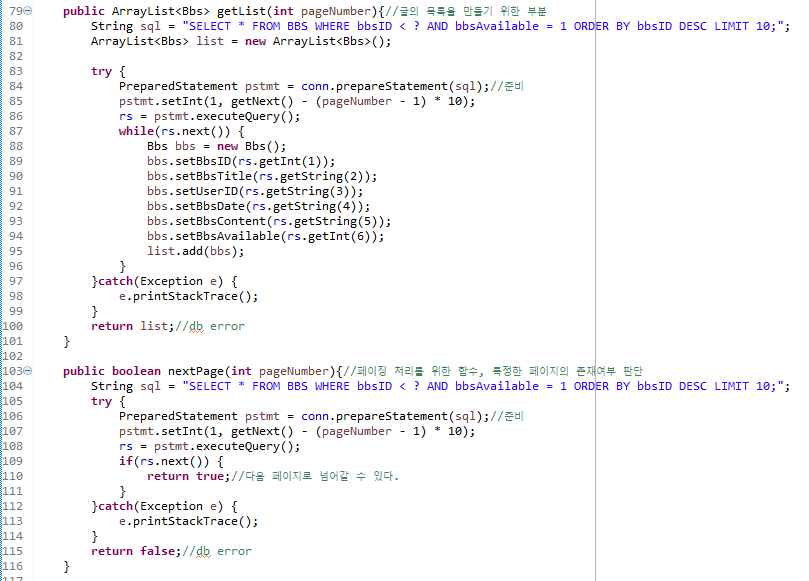 79 public ArrayList<Bbs> getList(int pageNumber){//글의 목록을 만들기 위한 부분
80 String sql = "SELECT * FROM BBS WHERE bbsID < ? AND bbsAvailable = 1 ORDER BY bbsID DESC LIMIT 10;";
81 ArrayList<Bbs> list = new ArrayList<Bbs>();
82
83 try {
84 PreparedStatement pstmt = conn.prepareStatement(sql);//준비
85 pstmt.setInt(1, getNext() - (pageNumber - 1) * 10);
86 rs = pstmt.executeQuery();
87 while(rs.next()) {
88 Bbs bbs = new Bbs();
89 bbs.setBbsID(rs.getInt(1));
90 bbs.setBbsTitle(rs.getString(2));
91 bbs.setUserID(rs.getString(3));
92 bbs.setBbsDate(rs.getString(4));
93 bbs.setBbsContent(rs.getString(5));
94 bbs.setBbsAvailable(rs.getInt(6));
95 list.add(bbs);
96 }
97 }catch(Exception e) {
98 e.printStackTrace();
99 }
100 return list;//db error
101 }
102
103 public boolean nextPage(int pageNumber){//페이징 처리를 위한 함수, 특정한 페이지의 존재여부 판단
104 String sql = "SELECT * FROM BBS WHERE bbsID < ? AND bbsAvailable = 1 ORDER BY bbsID DESC LIMIT 10;";
105 try {
106 PreparedStatement pstmt = conn.prepareStatement(sql);//준비
107 pstmt.setInt(1, getNext() - (pageNumber - 1) * 10);
108 rs = pstmt.executeQuery();
109 if(rs.next()) {
110 return true;//다음 페이지로 넘어갈 수 있다.
111 }
112 }catch(Exception e) {
113 e.printStackTrace();
114 }
115 return false;//db error
116 }
117